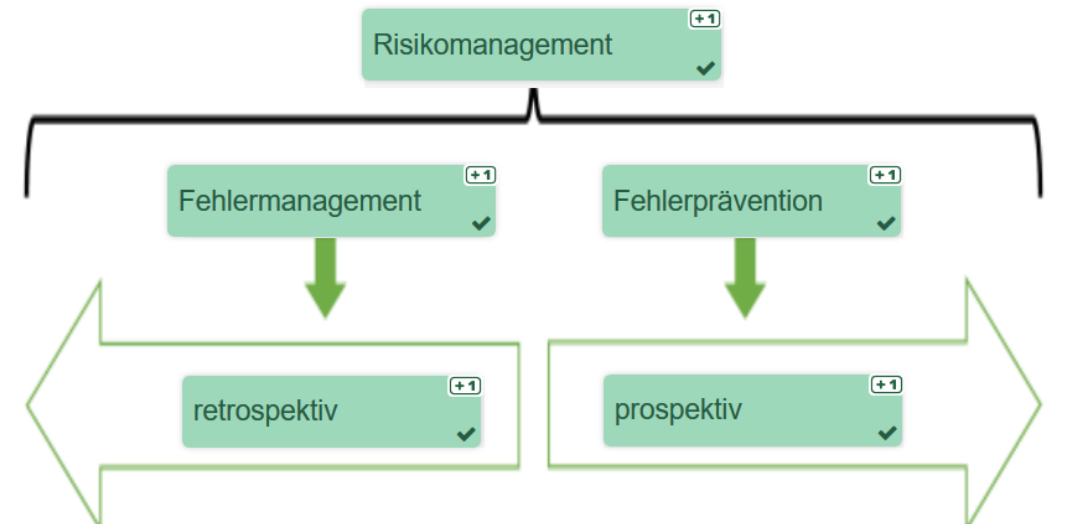 +1
Risikomanagement
+1
Fehlermanagement
+1
Fehlerprävention
+1
retrospektiv
+1
prospektiv